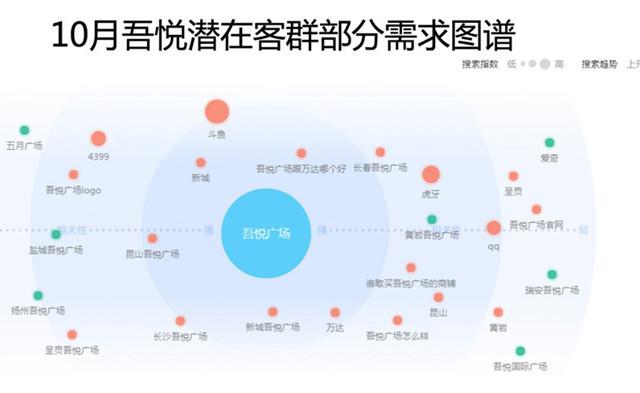 10月吾悦潜在客群部分需求图谱
搜索指数 低 高 搜索趋势 上升
斗鱼
五月广场
4399
爱奇
吾悦广场跟万达哪个好
长春吾悦广场
新城
吾悦广场logo
虎牙
呈贡
吾悦广场官网
相关性 强 吾悦广场 强 相关性 弱
黄岩吾悦广场
qq
盐城吾悦广场
昆山吾悦广场
谁敢买吾悦广场的商铺
瑞安吾悦广场
扬州吾悦广场
昆山
新城吾悦广场
万达
黄岩
长沙吾悦广场
吾悦广场怎么样
呈贡吾悦广场
吾悦国际广场